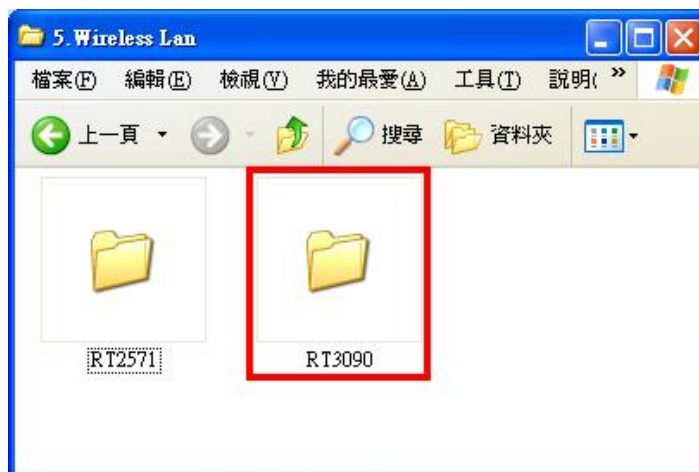 5.Wireless Lan
檔案(F) 編輯(E) 檢視(V) 我的最愛(A) 工具(T) 說明( »
上一頁 搜尋 資料夾
RT2571 RT3090